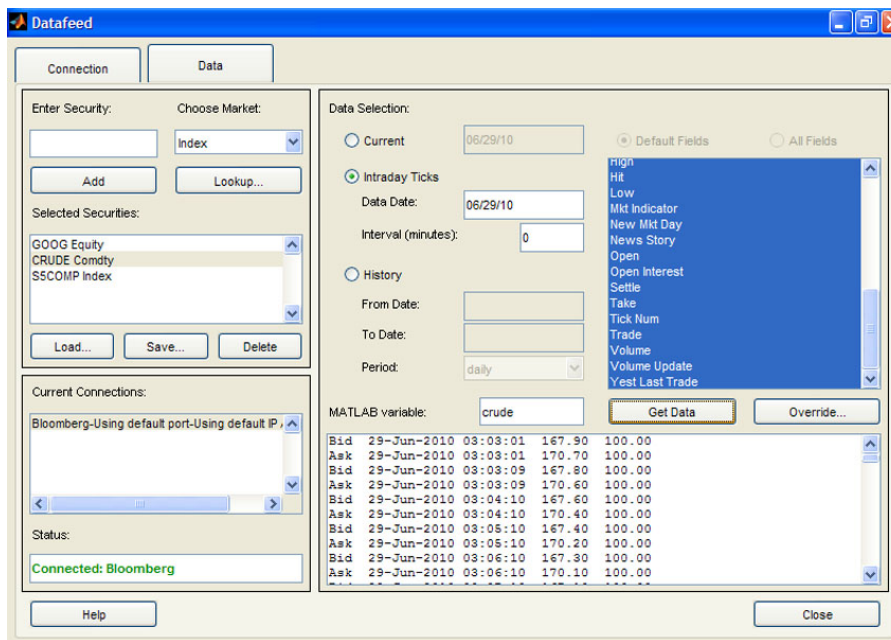 Datafeed
Connection
Data
Enter Security:
Choose Market:
Index
Add
Lookup...
Selected Securities:
GOOG Equity
CRUDE Comdty
S5COMP Index
Load...
Save...
Delete
Current Connections:
Bloomberg-Using default port-Using default IP
Status:
Connected: Bloomberg
Data Selection:
Current
06/29/10
Default Fields
All Fields
Intraday Ticks
Data Date:
06/29/10
Interval (minutes):
0
History
From Date:
To Date:
Period:
daily
High
Hit
Low
Mkt Indicator
New Mkt Day
News Story
Open
Open Interest
Settle
Take
Tick Num
Trade
Volume
Volume Update
Yest Last Trade
MATLAB variable:
crude
Get Data
Override...
Bid 29-Jun-2010 03:03:01 167.90 100.00
Ask 29-Jun-2010 03:03:01 170.70 100.00
Bid 29-Jun-2010 03:03:09 167.80 100.00
Ask 29-Jun-2010 03:03:09 170.60 100.00
Bid 29-Jun-2010 03:04:10 167.60 100.00
Ask 29-Jun-2010 03:04:10 170.40 100.00
Bid 29-Jun-2010 03:05:10 167.40 100.00
Ask 29-Jun-2010 03:05:10 170.20 100.00
Bid 29-Jun-2010 03:06:10 167.30 100.00
Ask 29-Jun-2010 03:06:10 170.10 100.00
Help
Close